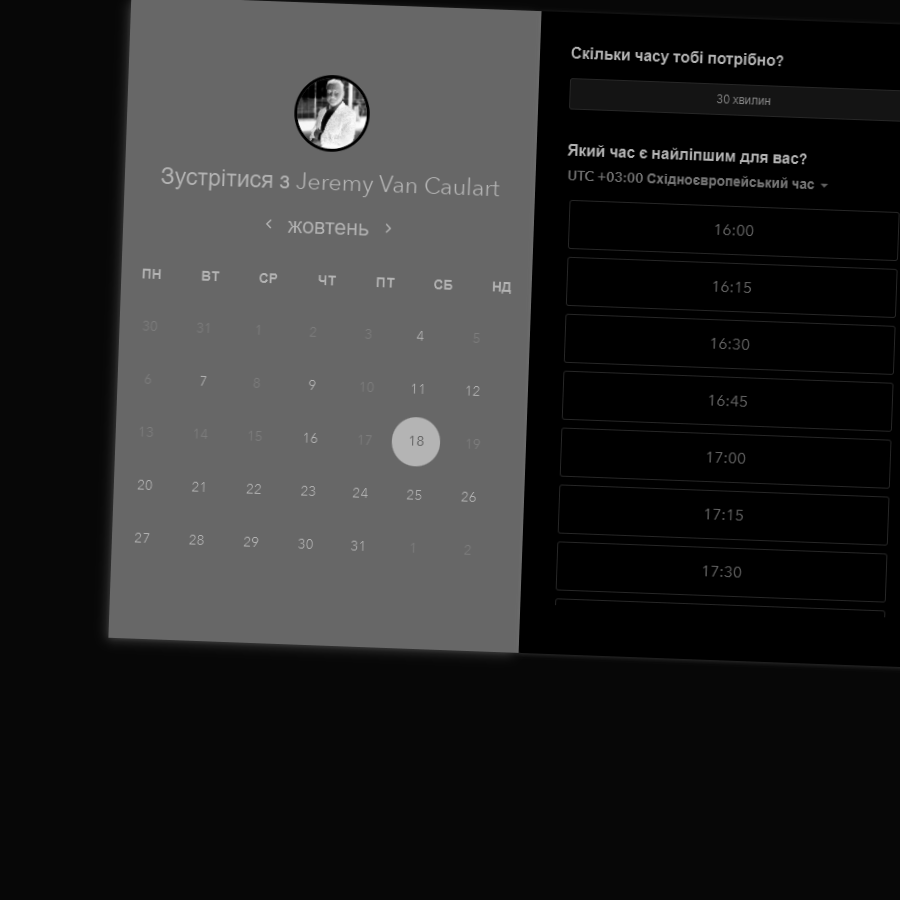 Зустрітися з Jeremy Van Caulart
жовтень
ПН ВТ СР ЧТ ПТ СБ НД
30 31 1 2 3 4 5
6 7 8 9 10 11 12
13 14 15 16 17 18 19
20 21 22 23 24 25 26
27 28 29 30 31 1 2
Скільки часу тобі потрібно?
30 хвилин
Який час є найліпшим для вас?
UTC +03:00 Східноєвропейський час
16:00
16:15
16:30
16:45
17:00
17:15
17:30